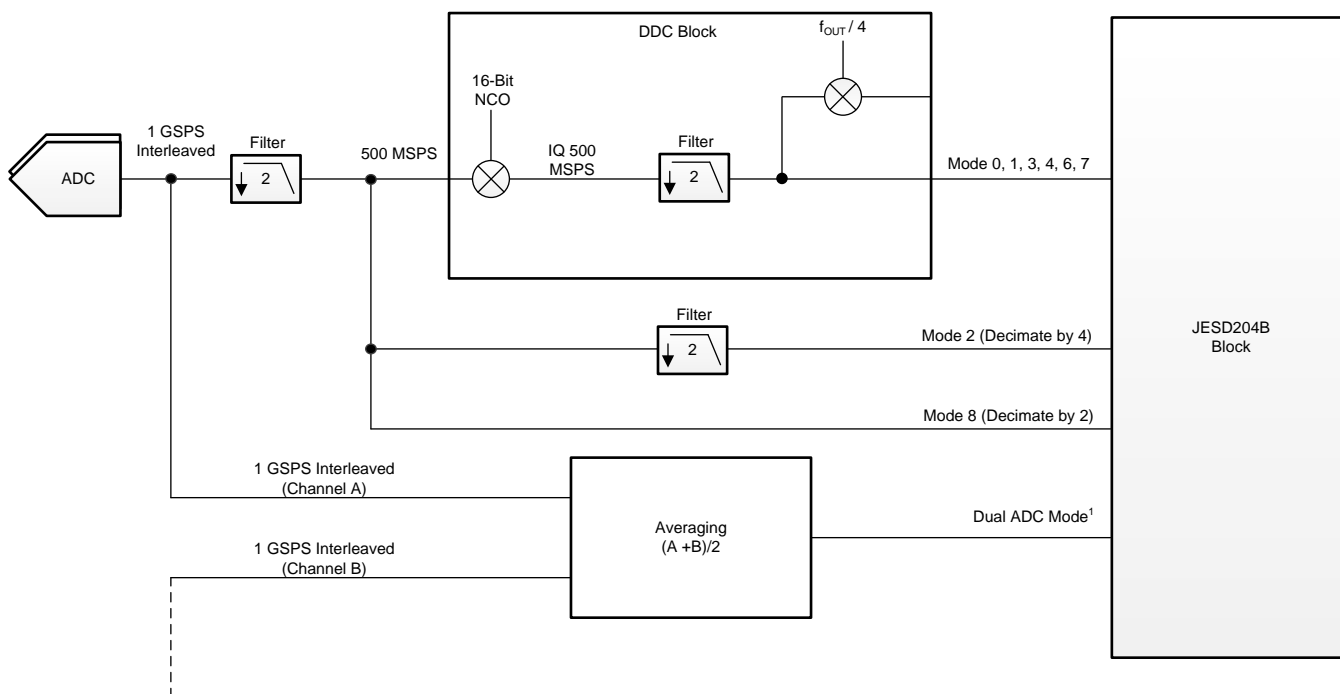 DDC Block
fOUT / 4
16-Bit
NCO
1 GSPS
Interleaved
Filter
2
500 MSPS
IQ 500
MSPS
Filter
2
Mode 0, 1, 3, 4, 6, 7
ADC
Filter
2
Mode 2 (Decimate by 4)
JESD204B
Block
Mode 8 (Decimate by 2)
1 GSPS Interleaved
(Channel A)
Averaging
(A +B)/2
Dual ADC Mode1
1 GSPS Interleaved
(Channel B)